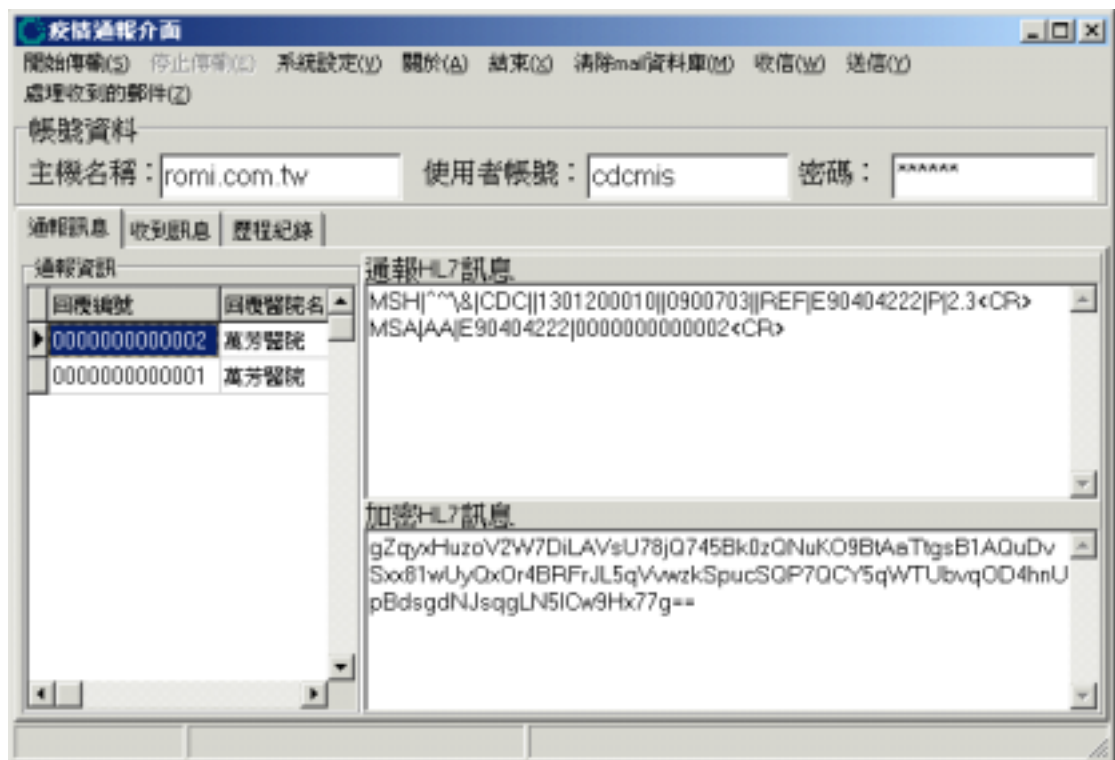 疫情通報介面
開始傳輸(S) 停止傳輸(E) 系統設定(V) 關於(A) 結束(X) 清除mail資料庫(M) 收信(W) 送信(Y)
處理收到的郵件(Z)
帳號資料
主機名稱：romi.com.tw 使用者帳號：cdcmis 密碼：******
通報訊息 收到訊息 歷程紀錄
通報資訊
回覆編號 回覆醫院名
0000000000002 萬芳醫院
0000000000001 萬芳醫院
通報HL7訊息
MSH|^~\&|CDC||1301200010||0900703||REF|E90404222|P|2.3<CR>
MSA|AA|E90404222|0000000000002<CR>
加密HL7訊息
gZqyxHuzoV2W7DiLAVsU78jQ745Bk0zQNuKO9BtAaTtgsB1AQuDv
Sxx81wUyQxOr4BRFrJL5qVvwzkSpucSQP7QCY5qWTUbvqOD4hnU
pBdsgdNJsqgLN5ICw9Hx77g==